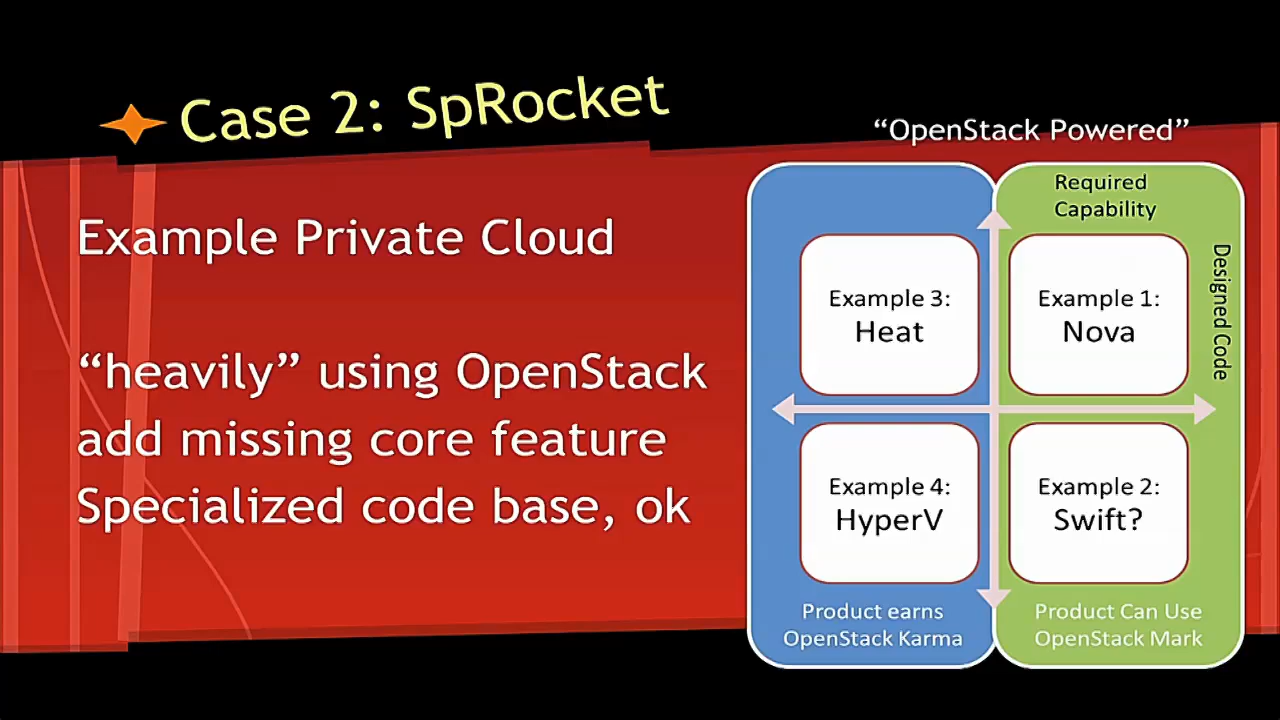 Case 2: SpRocket
Example Private Cloud
“heavily” using OpenStack
add missing core feature
Specialized code base, ok
“OpenStack Powered”
Required
Capability
Designed Code
Example 3:
Heat
Example 1:
Nova
Example 4:
HyperV
Example 2:
Swift?
Product earns
OpenStack Karma
Product Can Use
OpenStack Mark